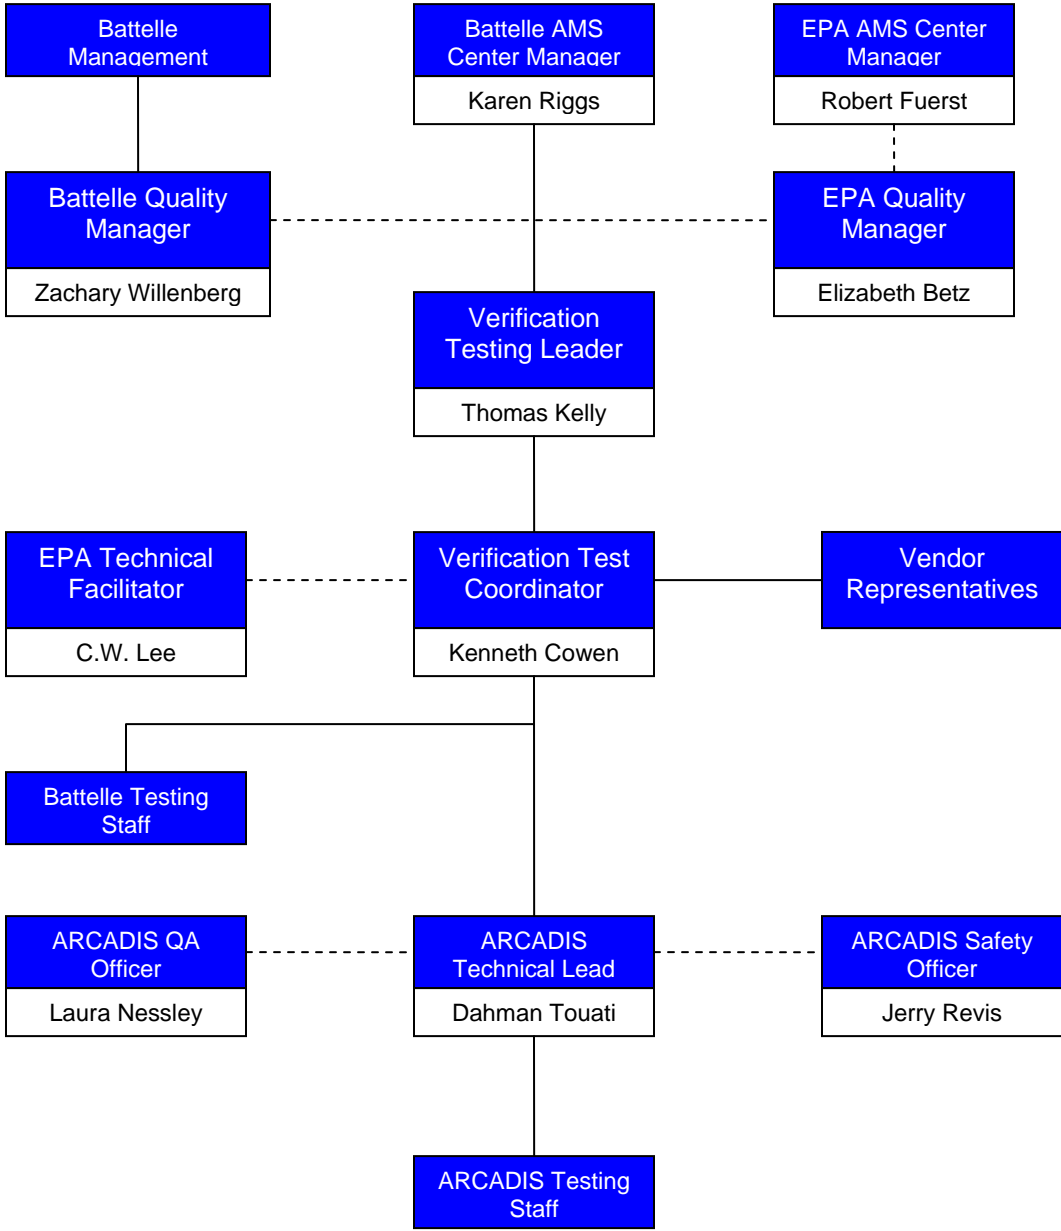 Battelle
Management
Battelle AMS
Center Manager
Karen Riggs
EPA AMS Center
Manager
Robert Fuerst
Battelle Quality
Manager
Zachary Willenberg
EPA Quality
Manager
Elizabeth Betz
Verification
Testing Leader
Thomas Kelly
EPA Technical
Facilitator
C.W. Lee
Verification Test
Coordinator
Kenneth Cowen
Vendor
Representatives
Battelle Testing
Staff
ARCADIS QA
Officer
Laura Nessley
ARCADIS
Technical Lead
Dahman Touati
ARCADIS Safety
Officer
Jerry Revis
ARCADIS Testing
Staff